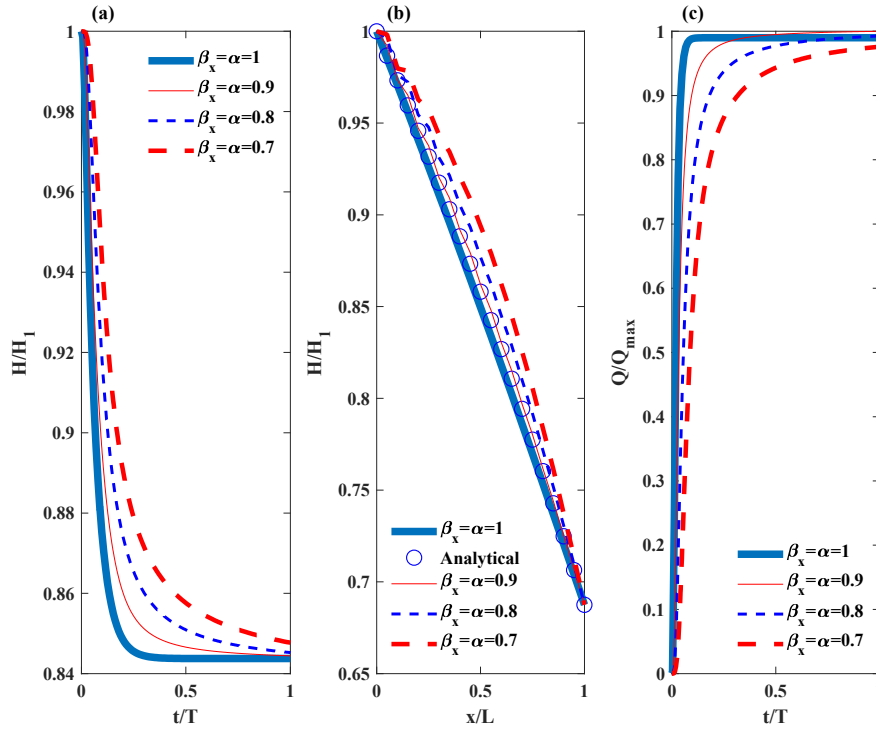 (a)
H/H1
1
0.98
0.96
0.94
0.92
0.9
0.88
0.86
0.84
0
0.5
1
t/T
βx=α=1
βx=α=0.9
βx=α=0.8
βx=α=0.7
(b)
H/H1
1
0.95
0.9
0.85
0.8
0.75
0.7
0.65
0
0.5
1
x/L
βx=α=1
Analytical
βx=α=0.9
βx=α=0.8
βx=α=0.7
(c)
Q/Qmax
1
0.9
0.8
0.7
0.6
0.5
0.4
0.3
0.2
0.1
0
0
0.5
t/T
βx=α=1
βx=α=0.9
βx=α=0.8
βx=α=0.7